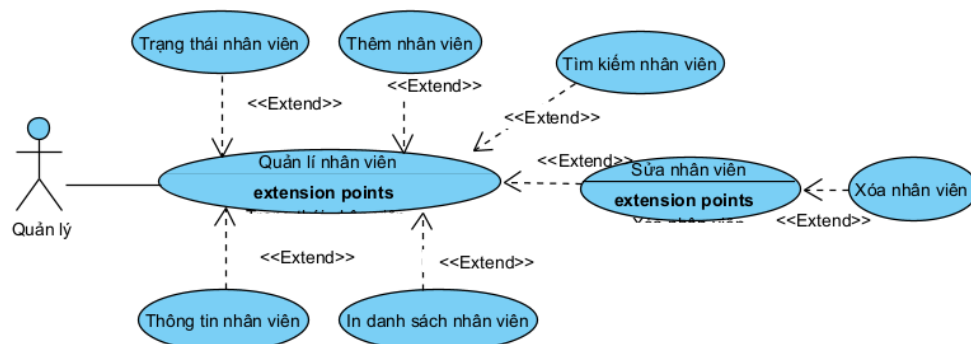 Trạng thái nhân viên
Thêm nhân viên
Tìm kiếm nhân viên
<<Extend>>
<<Extend>>
<<Extend>>
Quản lí nhân viên
extension points
<<Extend>>
Sửa nhân viên
extension points
Xóa nhân viên
<<Extend>>
Quản lý
<<Extend>>
<<Extend>>
Thông tin nhân viên
In danh sách nhân viên